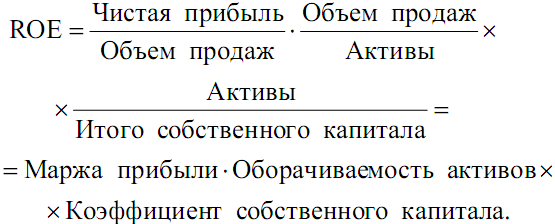 ROE = Чистая прибыль / Объем продаж · Объем продаж / Активы ×
× Активы / Итого собственного капитала =
= Маржа прибыли · Оборачиваемость активов ×
× Коэффициент собственного капитала.